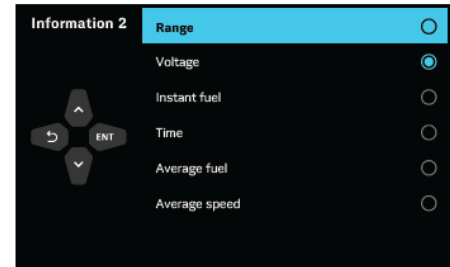 Information 2
Range
Voltage
Instant fuel
ENT
Time
Average fuel
Average speed